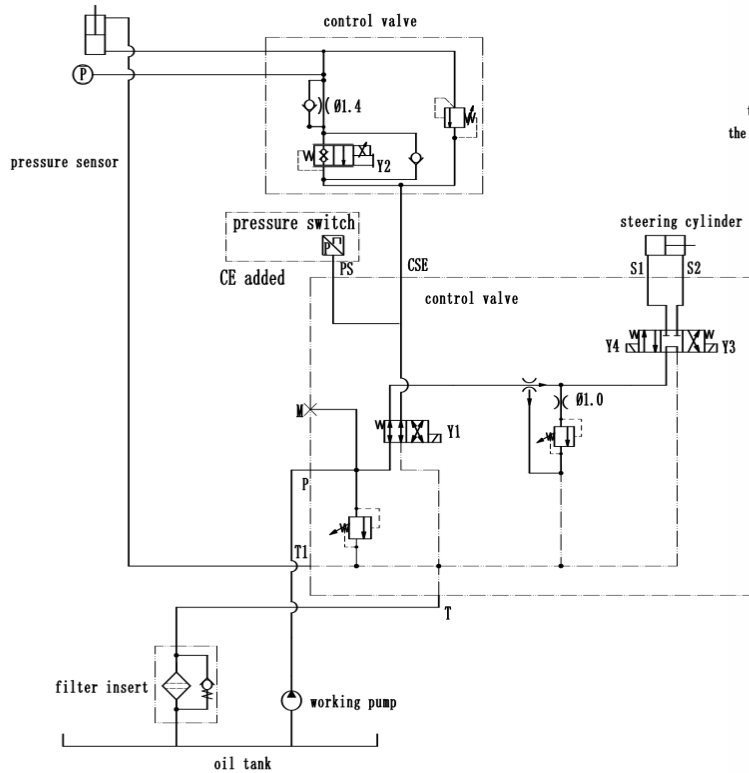 control valve
P
Ø1.4
t
the
pressure sensor
Y2
pressure switch
steering cylinder
P
S1
S2
CE added
PS
CSE
control valve
Y4
Y3
Ø1.0
M
Y1
P
T1
T
filter insert
working pump
oil tank